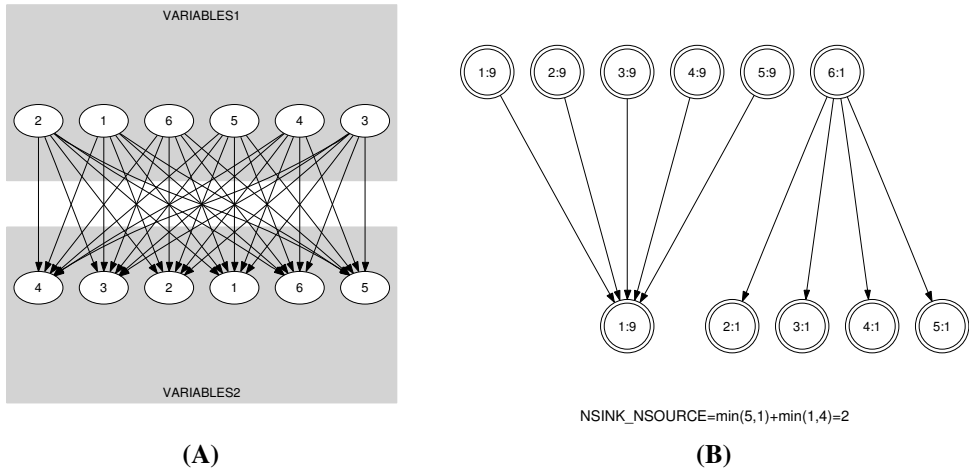 VARIABLES1
2 1 6 5 4 3
4 3 2 1 6 5
VARIABLES2
(A)
1:9 2:9 3:9 4:9 5:9 6:1
1:9 2:1 3:1 4:1 5:1
NSINK_NSOURCE=min(5,1)+min(1,4)=2
(B)